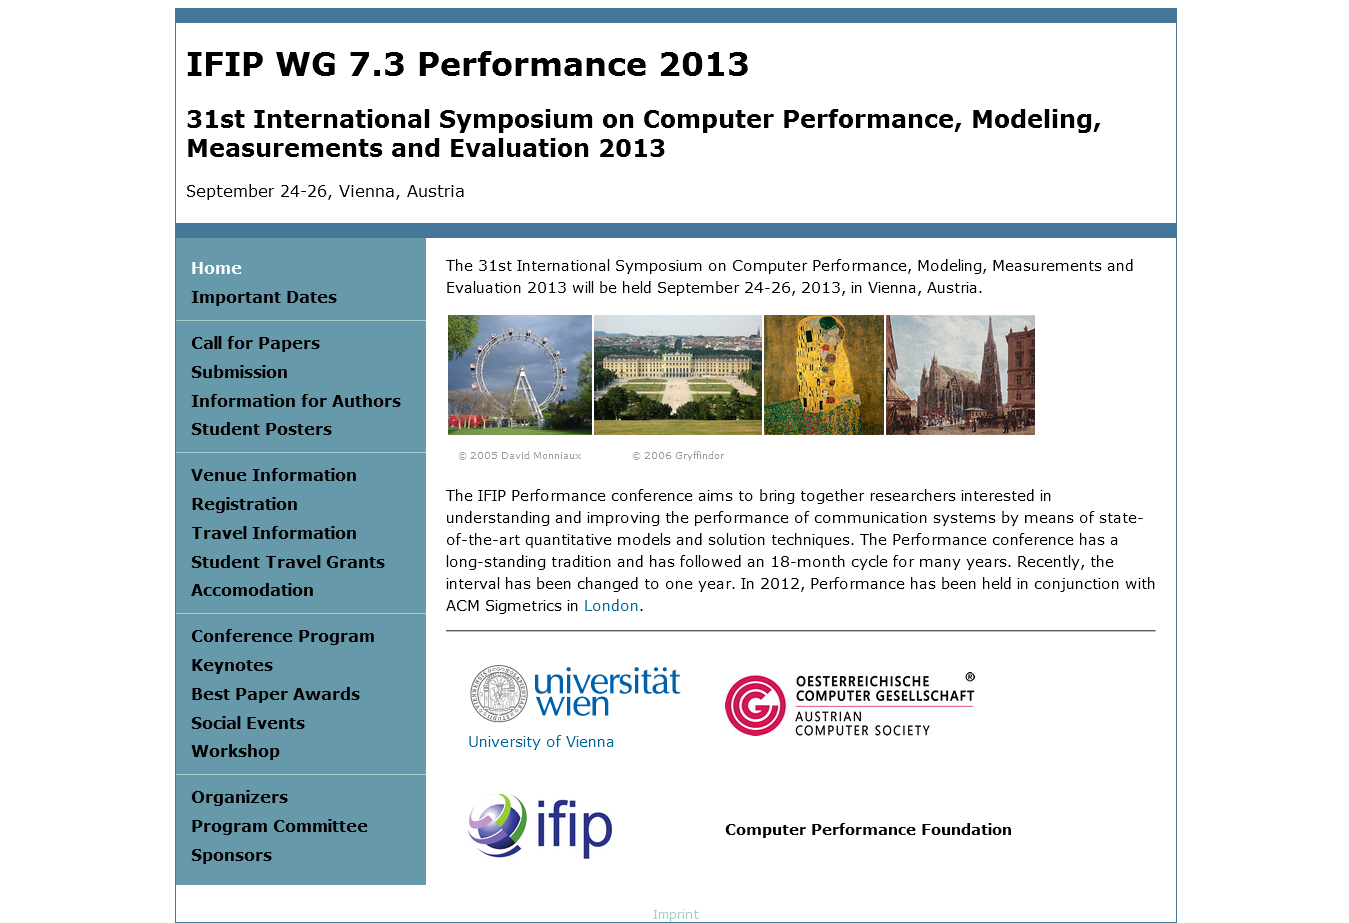 IFIP WG 7.3 Performance 2013
31st International Symposium on Computer Performance, Modeling,
Measurements and Evaluation 2013
September 24-26, Vienna, Austria
Home
Important Dates
Call for Papers
Submission
Information for Authors
Student Posters
Venue Information
Registration
Travel Information
Student Travel Grants
Accomodation
Conference Program
Keynotes
Best Paper Awards
Social Events
Workshop
Organizers
Program Committee
Sponsors
The 31st International Symposium on Computer Performance, Modeling, Measurements and
Evaluation 2013 will be held September 24-26, 2013, in Vienna, Austria.
© 2005 David Monniaux
© 2006 Gryffindor
The IFIP Performance conference aims to bring together researchers interested in
understanding and improving the performance of communication systems by means of state-
of-the-art quantitative models and solution techniques. The Performance conference has a
long-standing tradition and has followed an 18-month cycle for many years. Recently, the
interval has been changed to one year. In 2012, Performance has been held in conjunction with
ACM Sigmetrics in London.
universität
wien
University of Vienna
OESTERREICHISCHE ®
COMPUTER GESELLSCHAFT
AUSTRIAN
COMPUTER SOCIETY
ifip
Computer Performance Foundation
Imprint